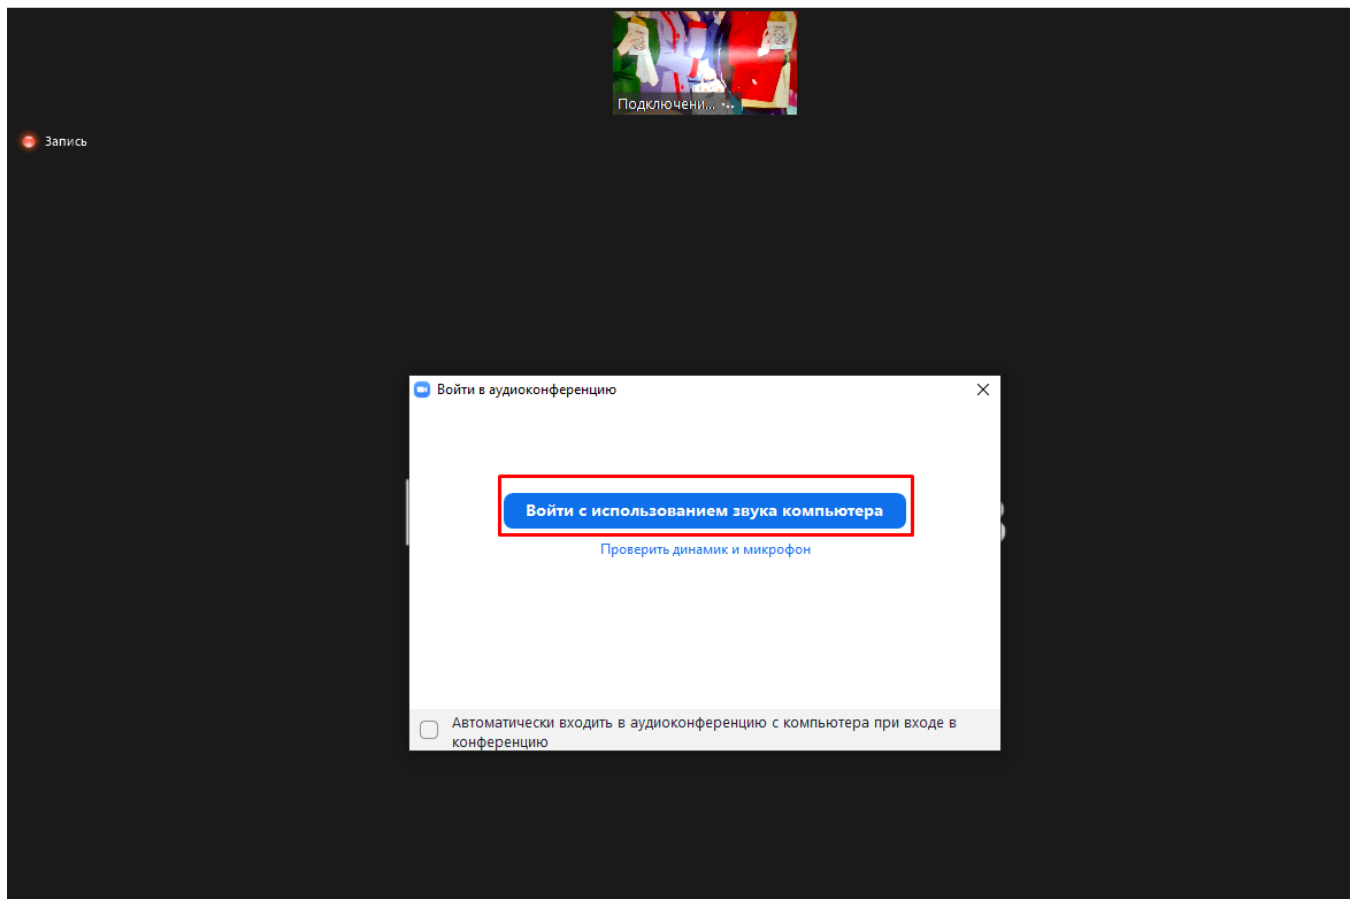 Подключени...
Запись
Войти в аудиоконференцию
Войти с использованием звука компьютера
Проверить динамик и микрофон
Автоматически входить в аудиоконференцию с компьютера при входе в
конференцию